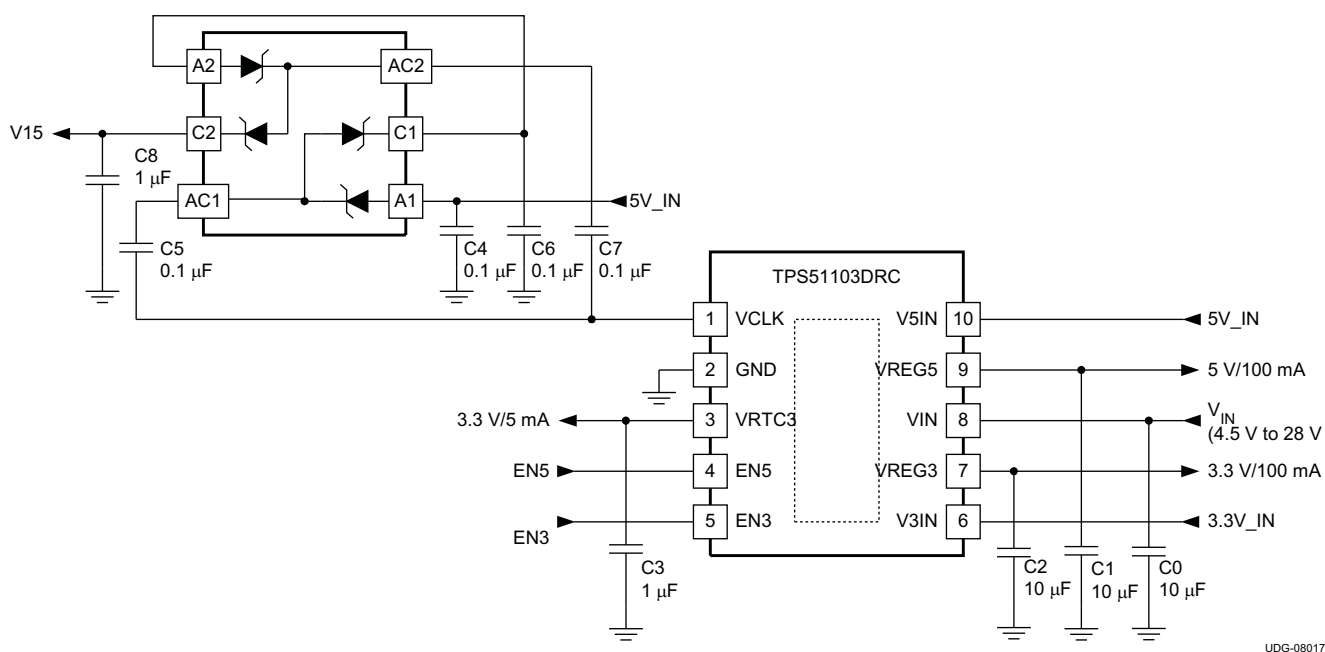 A2
AC2
V15
C2
C1
C8
1 μF
AC1
A1
5V_IN
C5
0.1 μF
C4
0.1 μF
C6
0.1 μF
C7
0.1 μF
TPS51103DRC
1 VCLK
V5IN 10
5V_IN
2 GND
VREG5 9
5 V/100 mA
3.3 V/5 mA
3 VRTC3
VIN 8
VIN
(4.5 V to 28 V
EN5
4 EN5
VREG3 7
3.3 V/100 mA
EN3
5 EN3
V3IN 6
3.3V_IN
C3
1 μF
C2
10 μF
C1
10 μF
C0
10 μF
UDG-08017